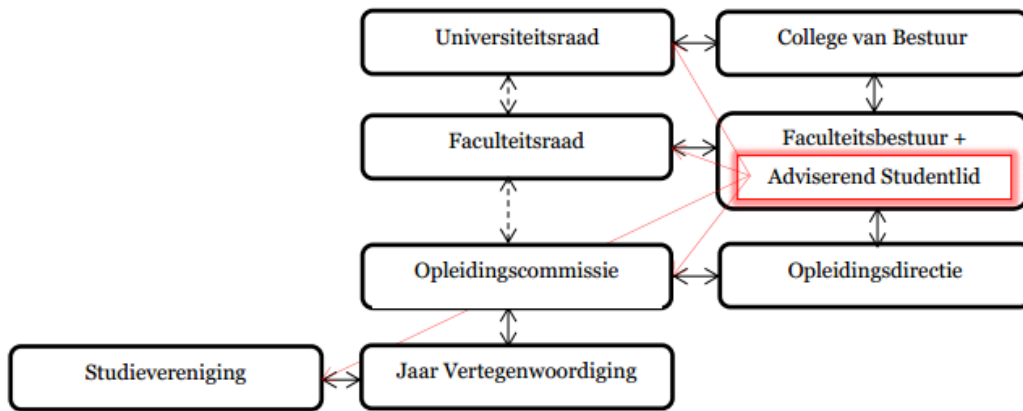 Universiteitsraad
College van Bestuur
Faculteitsraad
Faculteitsbestuur +
Adviserend Studentlid
Opleidingscommissie
Opleidingsdirectie
Studievereniging
Jaar Vertegenwoordiging